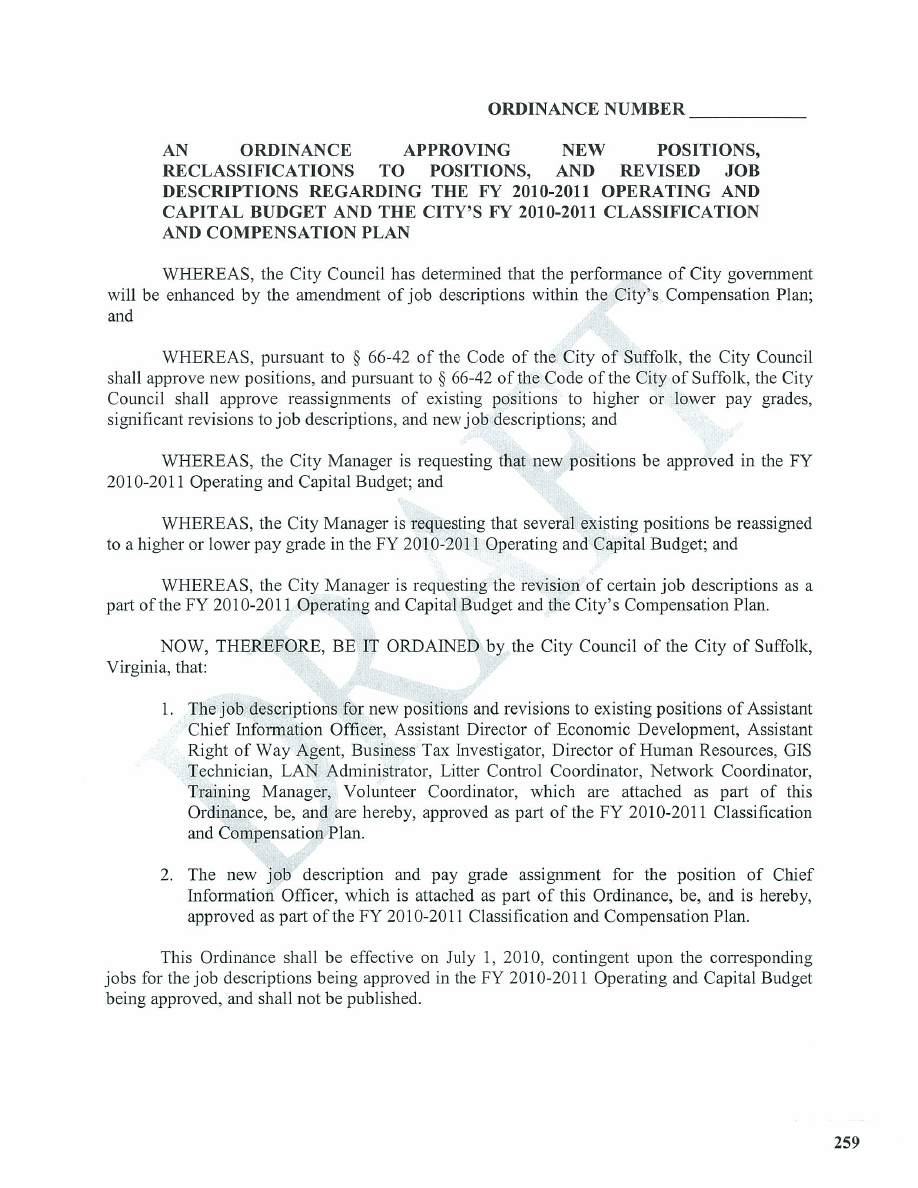 ORDINANCE NUMBER ____________
AN ORDINANCE APPROVING NEW POSITIONS,
RECLASSIFICATIONS TO POSITIONS, AND REVISED JOB
DESCRIPTIONS REGARDING THE FY 2010-2011 OPERATING AND
CAPITAL BUDGET AND THE CITY'S FY 2010-2011 CLASSIFICATION
AND COMPENSATION PLAN
WHEREAS, the City Council has determined that the performance of City government
will be enhanced by the amendment of job descriptions within the City's Compensation Plan;
and
WHEREAS, pursuant to § 66-42 of the Code of the City of Suffolk, the City Council
shall approve new positions, and pursuant to § 66-42 of the Code of the City of Suffolk, the City
Council shall approve reassignments of existing positions to higher or lower pay grades,
significant revisions to job descriptions, and new job descriptions; and
WHEREAS, the City Manager is requesting that new positions be approved in the FY
2010-2011 Operating and Capital Budget; and
WHEREAS, the City Manager is requesting that several existing positions be reassigned
to a higher or lower pay grade in the FY 2010-2011 Operating and Capital Budget; and
WHEREAS, the City Manager is requesting the revision of certain job descriptions as a
part of the FY 2010-2011 Operating and Capital Budget and the City's Compensation Plan.
NOW, THEREFORE, BE IT ORDAINED by the City Council of the City of Suffolk,
Virginia, that:
1. The job descriptions for new positions and revisions to existing positions of Assistant
Chief Information Officer, Assistant Director of Economic Development, Assistant
Right of Way Agent, Business Tax Investigator, Director of Human Resources, GIS
Technician, LAN Administrator, Litter Control Coordinator, Network Coordinator,
Training Manager, Volunteer Coordinator, which are attached as part of this
Ordinance, be, and are hereby, approved as part of the FY 2010-2011 Classification
and Compensation Plan.
2. The new job description and pay grade assignment for the position of Chief
Information Officer, which is attached as part of this Ordinance, be, and is hereby,
approved as part of the FY 2010-2011 Classification and Compensation Plan.
This Ordinance shall be effective on July 1, 2010, contingent upon the corresponding
jobs for the job descriptions being approved in the FY 2010-2011 Operating and Capital Budget
being approved, and shall not be published.
DRAFT
259